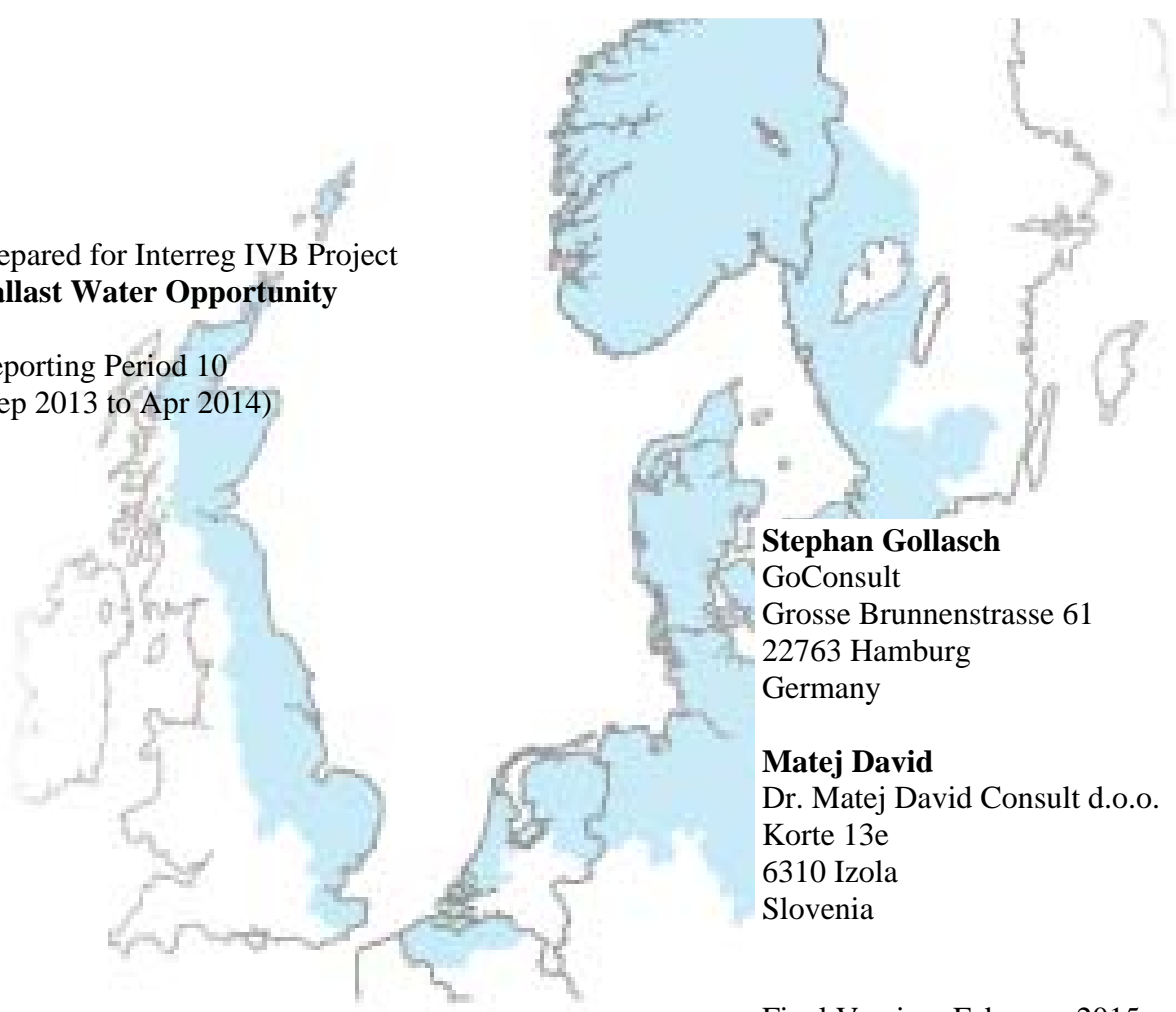 epared for Interreg IVB Project
allast Water Opportunity
eporting Period 10
ep 2013 to Apr 2014)
Stephan Gollasch
GoConsult
Grosse Brunnenstrasse 61
22763 Hamburg
Germany
Matej David
Dr. Matej David Consult d.o.o.
Korte 13e
6310 Izola
Slovenia